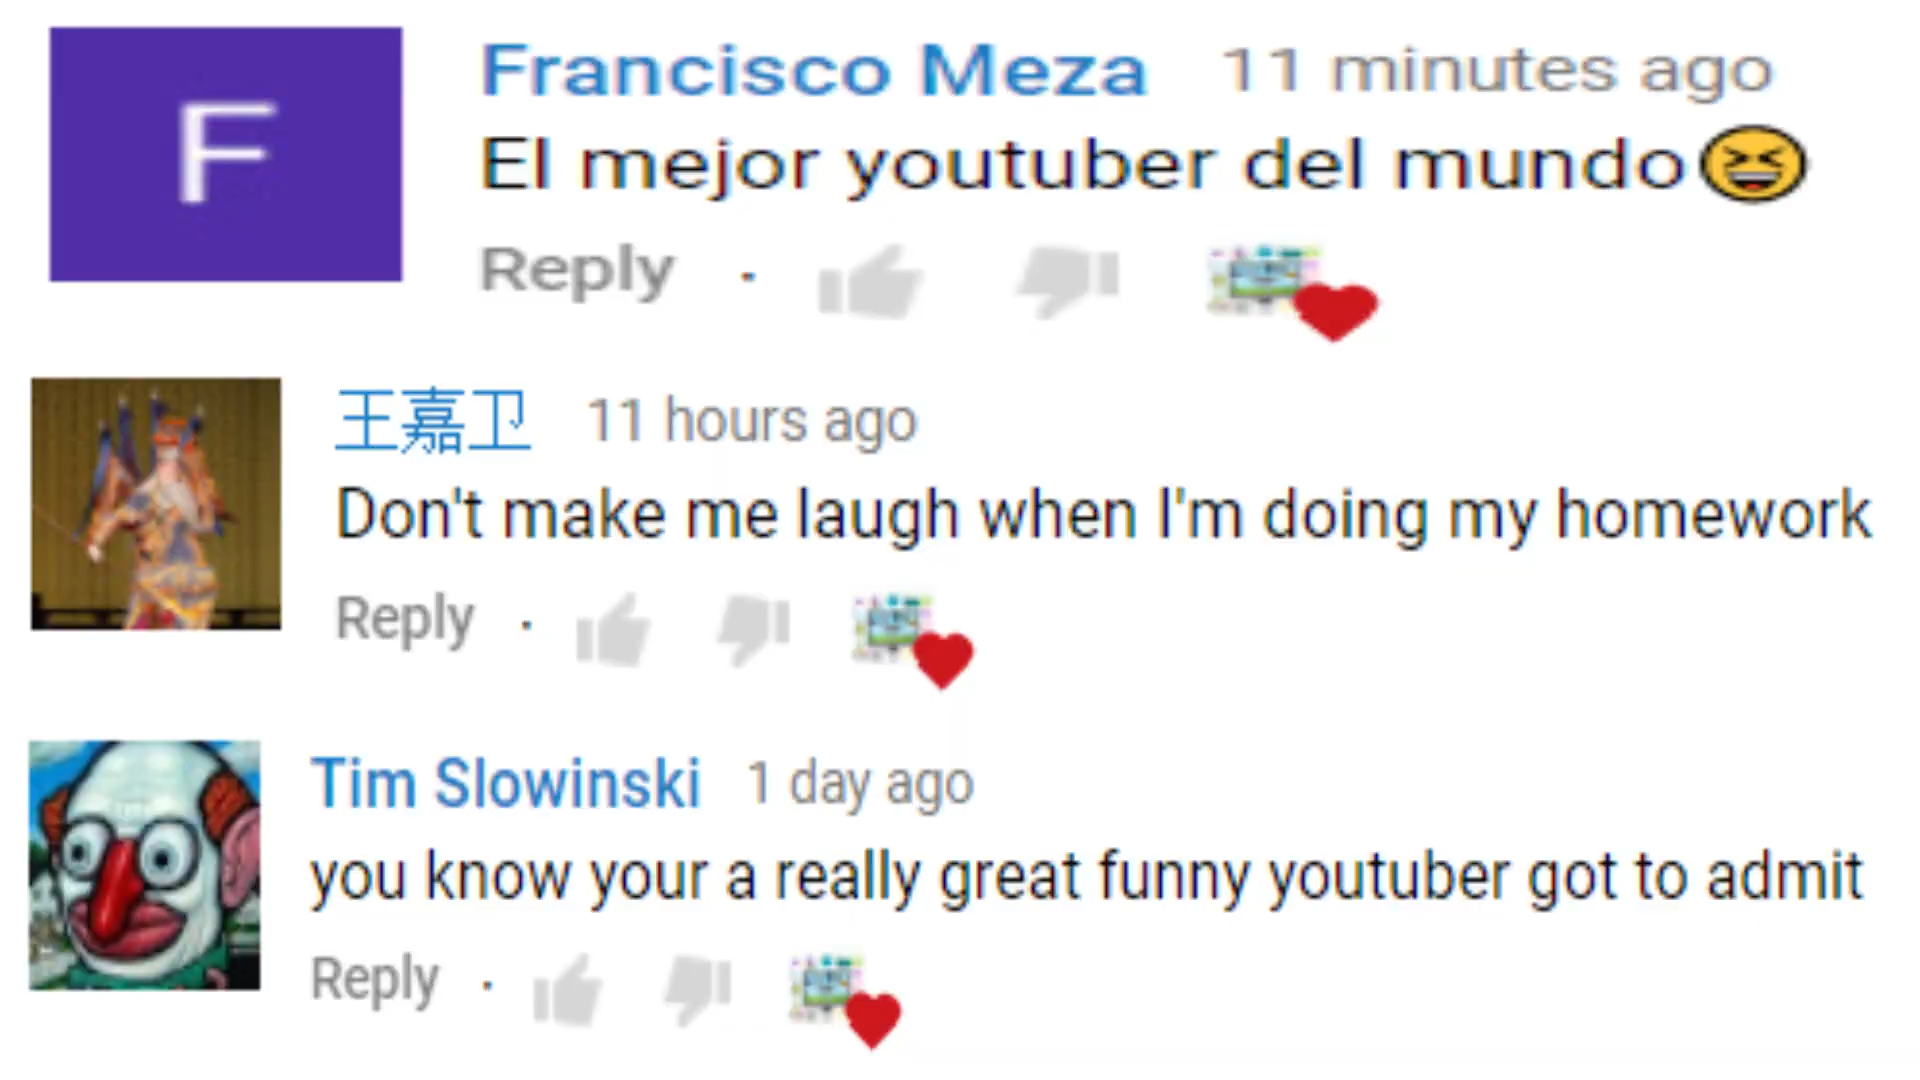 F
Francisco Meza 11 minutes ago
El mejor youtuber del mundo😆
Reply ·
王嘉卫 11 hours ago
Don't make me laugh when I'm doing my homework
Reply ·
Tim Slowinski 1 day ago
you know your a really great funny youtuber got to admit
Reply ·